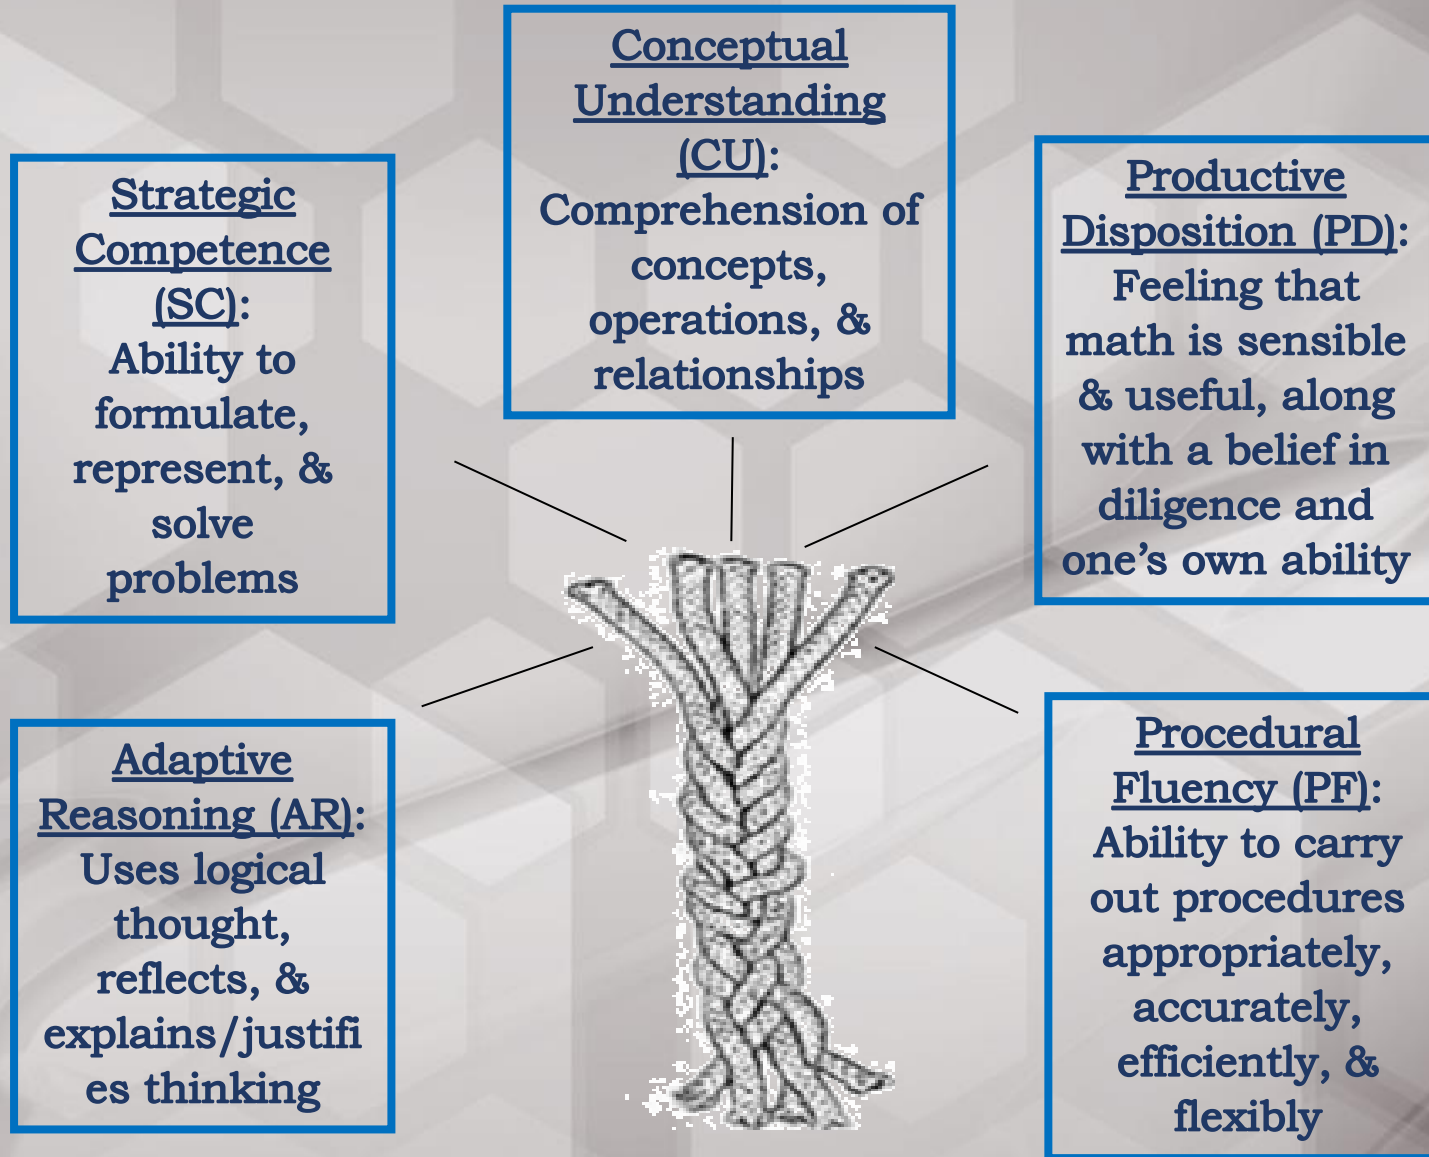 Conceptual
Understanding
(CU):
Comprehension of
concepts,
operations, &
relationships
Strategic
Competence
(SC):
Ability to
formulate,
represent, &
solve
problems
Productive
Disposition (PD):
Feeling that
math is sensible
& useful, along
with a belief in
diligence and
one’s own ability
Adaptive
Reasoning (AR):
Uses logical
thought,
reflects, &
explains/justifi
es thinking
Procedural
Fluency (PF):
Ability to carry
out procedures
appropriately,
accurately,
efficiently, &
flexibly